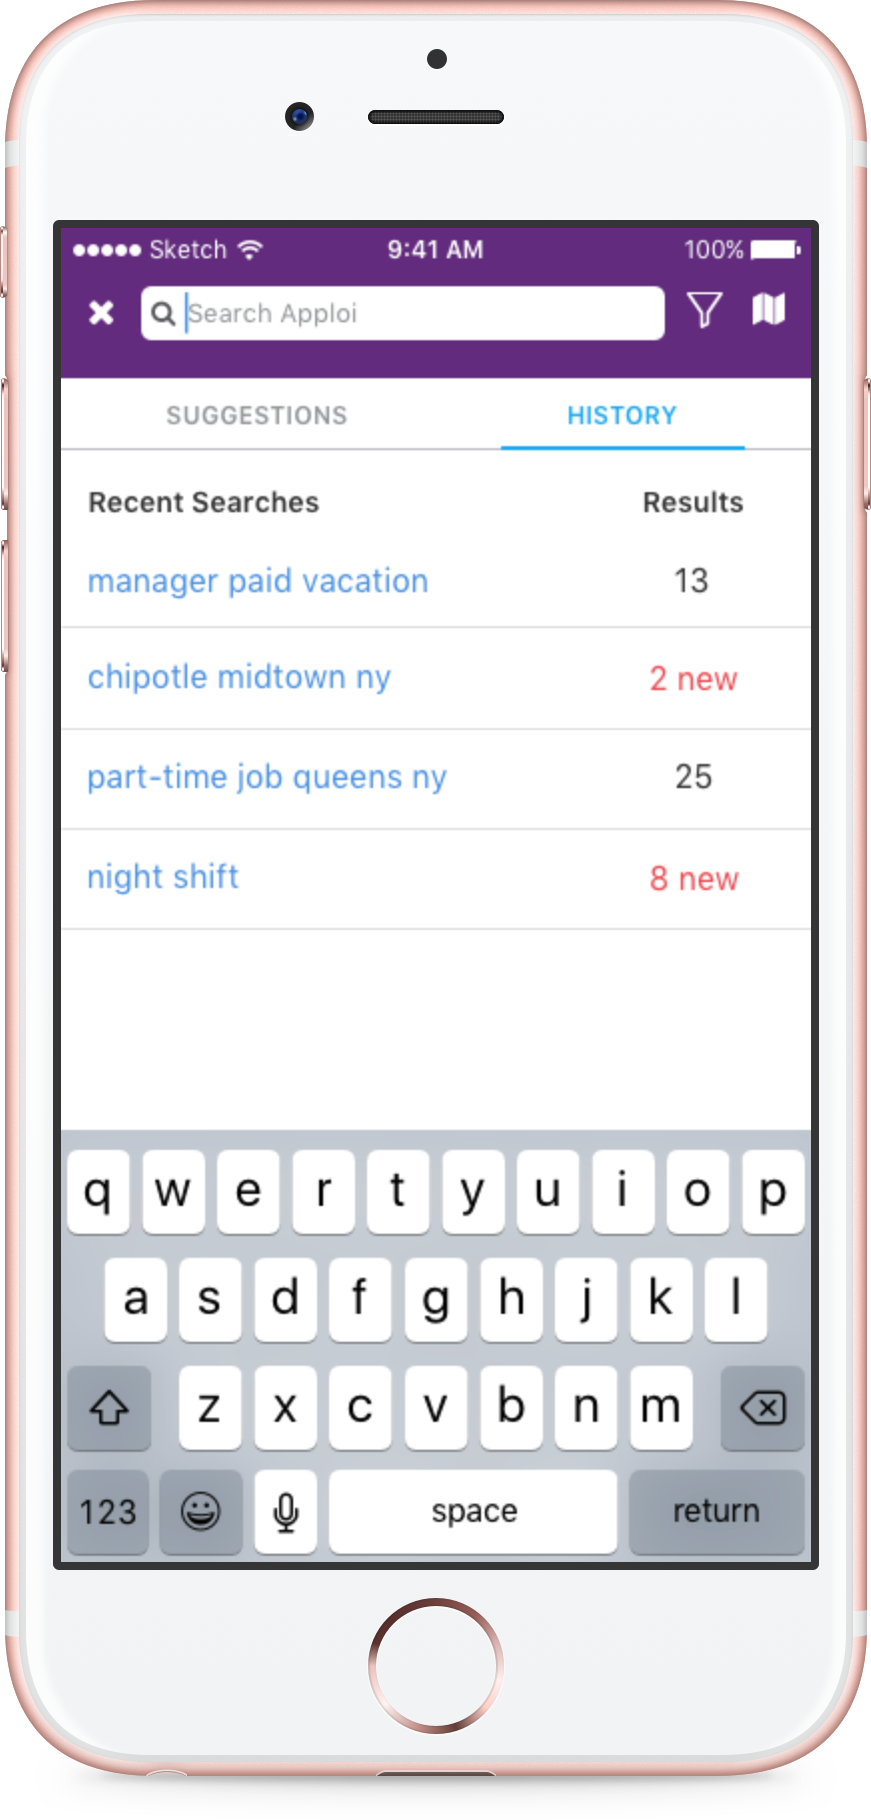 Sketch 9:41 AM 100%
Search Apploi
SUGGESTIONS HISTORY
Recent Searches Results
manager paid vacation 13
chipotle midtown ny 2 new
part-time job queens ny 25
night shift 8 new
q w e r t y u i o p
a s d f g h j k l
z x c v b n m
123 space return